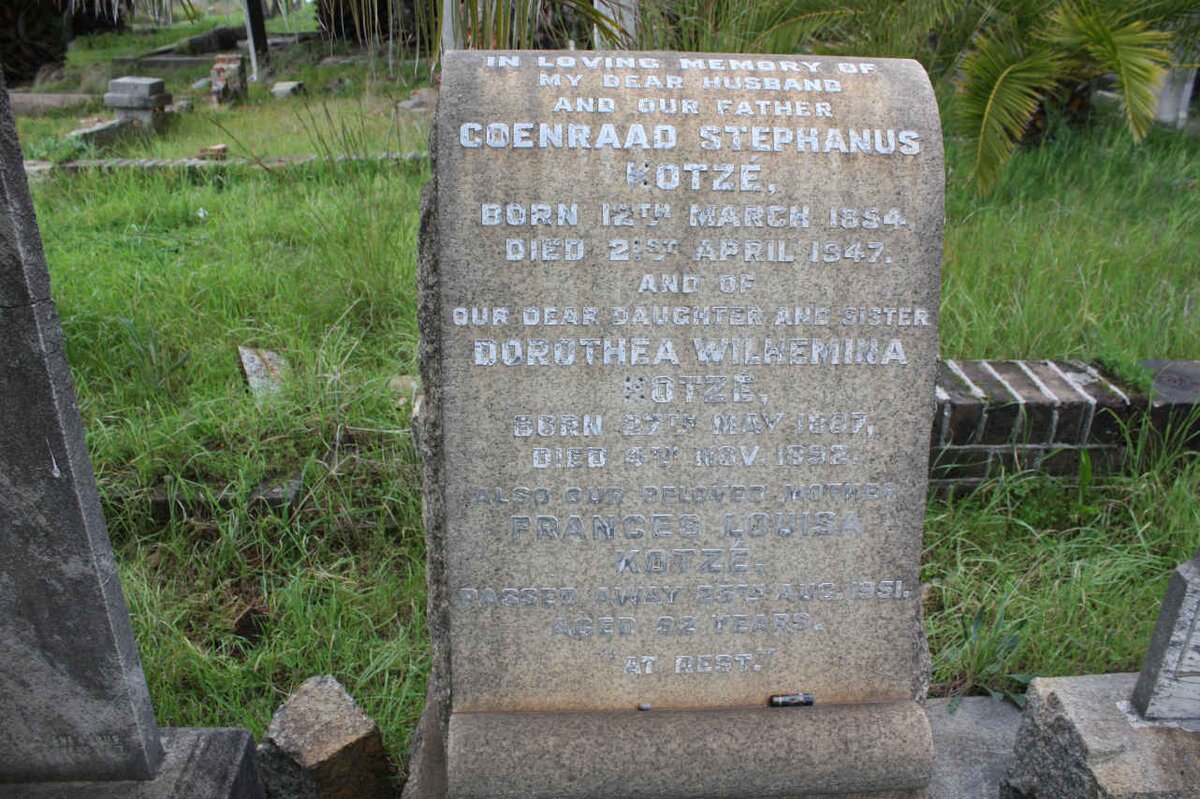 IN LOVING MEMORY OF
MY DEAR HUSBAND
AND OUR FATHER
COENRAAD STEPHANUS
KOTZÉ,
BORN 12TH MARCH 1854.
DIED 21ST APRIL 1947.
AND OF
OUR DEAR DAUGHTER AND SISTER
DOROTHEA WILHEMINA
KOTZÉ,
BORN 27TH MAY 1887,
DIED 4TH NOV. 1892.
ALSO OUR BELOVED MOTHER
FRANCES LOUISA
KOTZÉ.
PASSED AWAY AUG. 1951.
AGED 92 YEARS.
"AT REST."